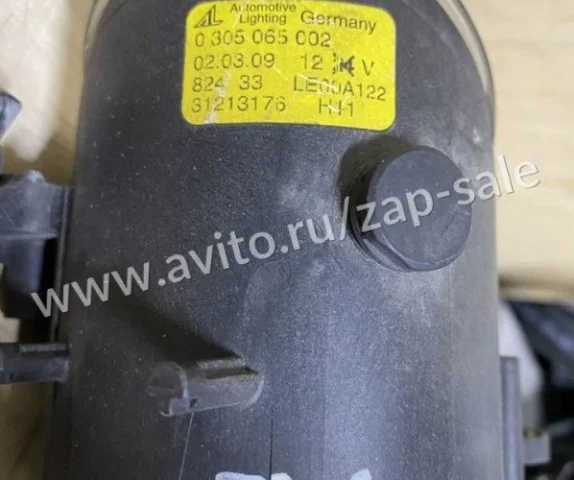 AL Automotive Lighting Germany
0 305 065 002
02.03.09 12 V
824 33 LE00A122
31213176
www.avito.ru/zap-sale